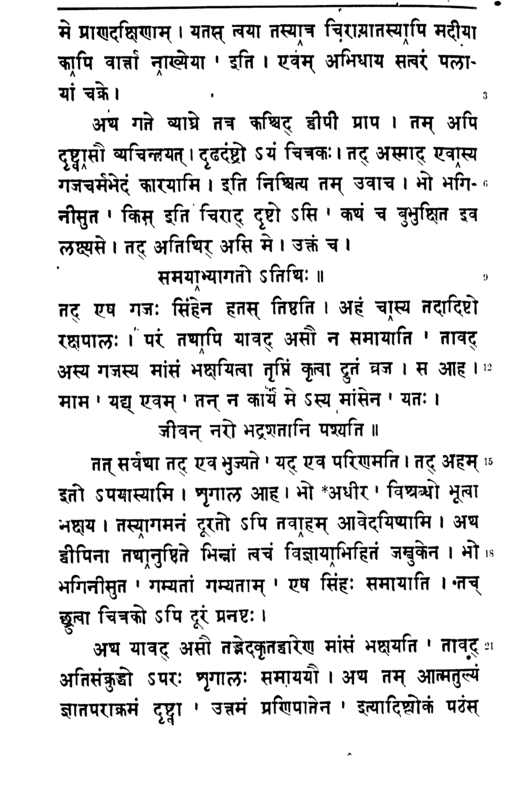 मे प्राणदक्षिणाम् । यतस् त्वया तस्यात्र चिरायातस्यापि मदीया
कापि वार्त्ता नाख्येया ' इति । एवम् अभिधाय सत्वरं पला-
यां चक्रे । 3
अथ गते व्याघ्रे तत्र कश्चिद् द्वीपी प्राप । तम् अपि
दृष्ट्वासौ व्यचिन्तयत् । दृढदंष्ट्रो ऽयं चित्रकः । तद् अस्माद् एवास्य
गजचर्मभेदं कारयामि । इति निश्चित्य तम् उवाच । भो भगि- 6
नीसुत ' किम् इति चिराद् दृष्टो ऽसि ' कथं च बुभुक्षित इव
लक्ष्यसे । तद् अतिथिर् असि मे । उक्तं च ।
समयाभ्यागतो ऽतिथिः ॥ 9
तद् एष गजः सिंहेन हतस् तिष्ठति । अहं चास्य तदादिष्टो
रक्षपालः । परं तथापि यावद् असौ न समायाति ' तावद्
अस्य गजस्य मांसं भक्षयित्वा तृप्तिं कृत्वा द्रुतं व्रज । स आह । 12
माम ' यद्य् एवम् ' तन् न कार्यं मे ऽस्य मांसेन ' यतः ।
जीवन् नरो भद्रशतानि पश्यति ॥
तत् सर्वथा तद् एव भुज्यते ' यद् एव परिणमति । तद् अहम् 15
इतो ऽपयास्यामि । शृगाल आह । भो *अधीर ' विश्रब्धो भूत्वा
भक्षय । तस्यागमनं दूरतो ऽपि तवाहम् आवेदयिष्यामि । अथ
द्वीपिना तथानुष्ठिते भिन्नां त्वचं विज्ञायाभिहितं जम्बुकेन । भो 18
भगिनीसुत ' गम्यतां गम्यताम् ' एष सिंहः समायाति । तच्
छ्रुत्वा चित्रको ऽपि दूरं प्रनष्टः ।
अथ यावद् असौ तद्भेदकृतद्वारेण मांसं भक्षयति ' तावद् 21
अतिसंक्रुद्धो ऽपरः शृगालः समाययौ । अथ तम् आत्मतुल्यं
ज्ञातपराक्रमं दृष्ट्वा ' उत्तमं प्रणिपातेन ' इत्यादिश्लोकं पठंस्